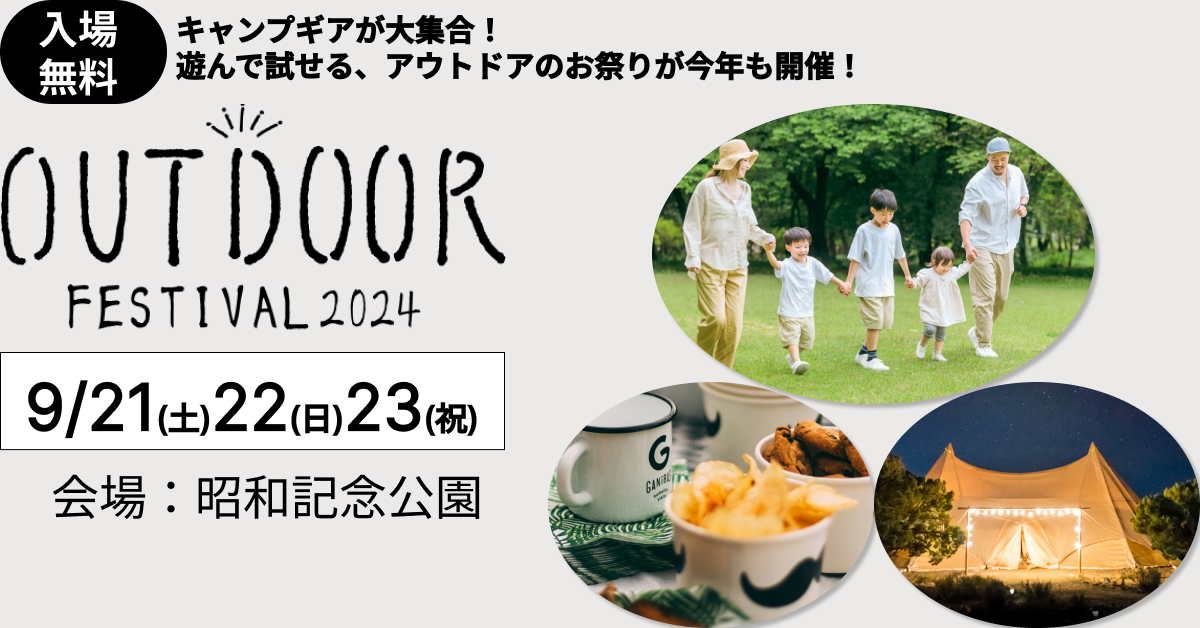 入場
無料
キャンプギアが大集合！
遊んで試せる、アウトドアのお祭りが今年も開催！
OUTDOOR
FESTIVAL 2024
9/21(土)22(日)23(祝)
会場：昭和記念公園
G